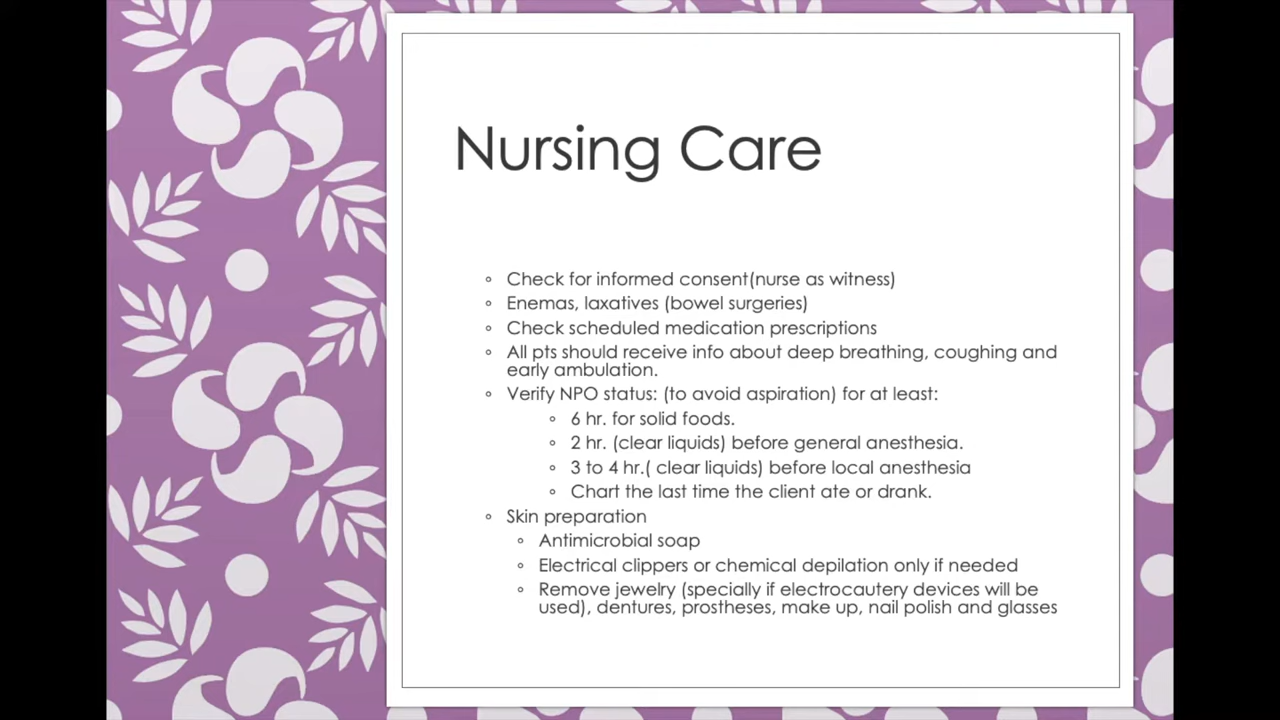 Nursing Care
◦ Check for informed consent(nurse as witness)
◦ Enemas, laxatives (bowel surgeries)
◦ Check scheduled medication prescriptions
◦ All pts should receive info about deep breathing, coughing and
early ambulation.
◦ Verify NPO status: (to avoid aspiration) for at least:
◦ 6 hr. for solid foods.
◦ 2 hr. (clear liquids) before general anesthesia.
◦ 3 to 4 hr.( clear liquids) before local anesthesia
◦ Chart the last time the client ate or drank.
◦ Skin preparation
◦ Antimicrobial soap
◦ Electrical clippers or chemical depilation only if needed
◦ Remove jewelry (specially if electrocautery devices will be
used), dentures, prostheses, make up, nail polish and glasses